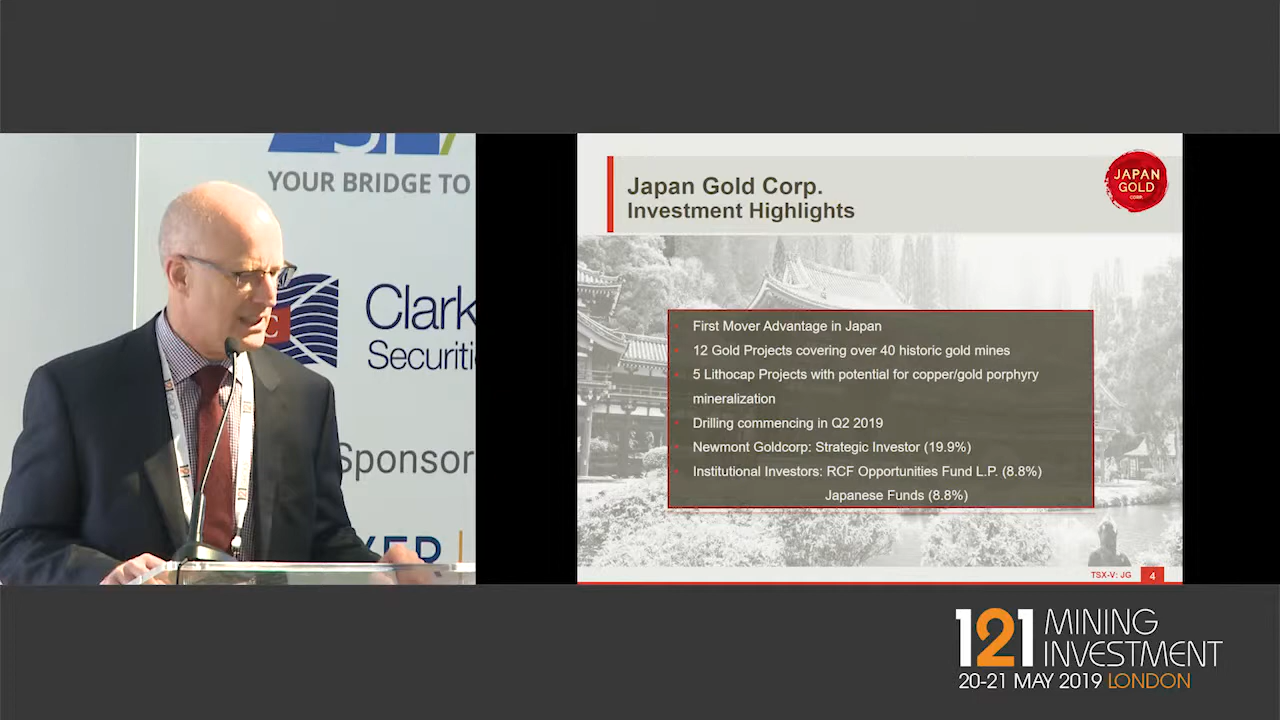 YOUR BRIDGE TO
C
Clark
Securiti
Sponsor
121
Japan Gold Corp.
Investment Highlights
JAPAN
GOLD
CORP.
First Mover Advantage in Japan
12 Gold Projects covering over 40 historic gold mines
5 Lithocap Projects with potential for copper/gold porphyry
mineralization
Drilling commencing in Q2 2019
Newmont Goldcorp: Strategic Investor (19.9%)
Institutional Investors: RCF Opportunities Fund L.P. (8.8%)
Japanese Funds (8.8%)
TSX-V: JG 4
121 MINING
INVESTMENT
20-21 MAY 2019 LONDON